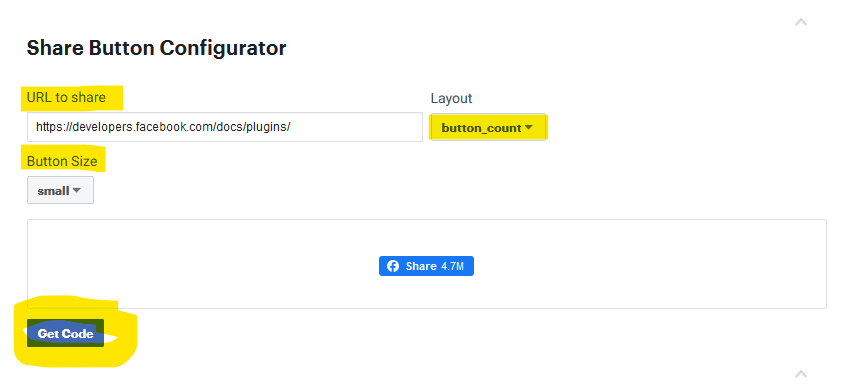 Share Button Configurator
URL to share
Layout
https://developers.facebook.com/docs/plugins/
button_count
Button Size
small
Share 4.7M
Get Code